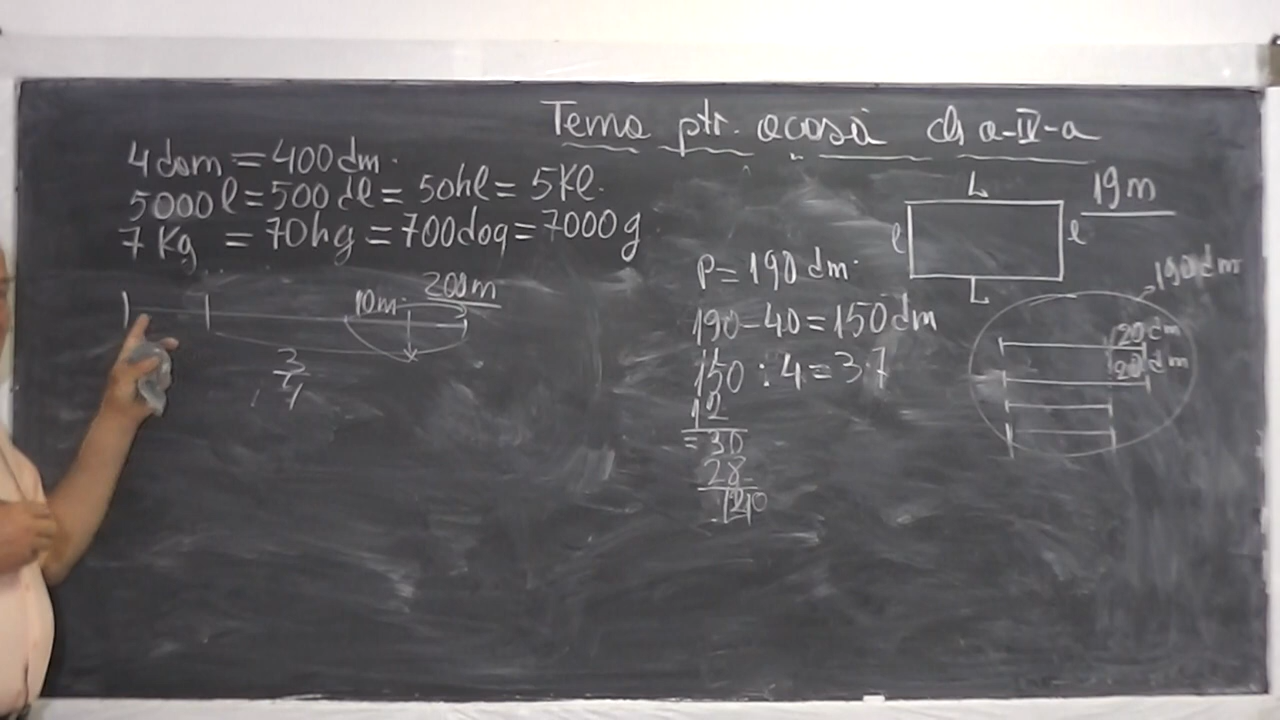 Tema ptr. acasă cls a-IV-a
4 dam = 400 dm.
5000 l = 500 dl = 50 hl = 5 Kl.
7 Kg = 70 hg = 700 dag = 7000 g
10m. 200m
3
4
L 19m
l l
L
P = 190 dm.
190 - 40 = 150 dm
150 : 4 = 37
12
= 30
28
190 dm
20 dm
20 dm